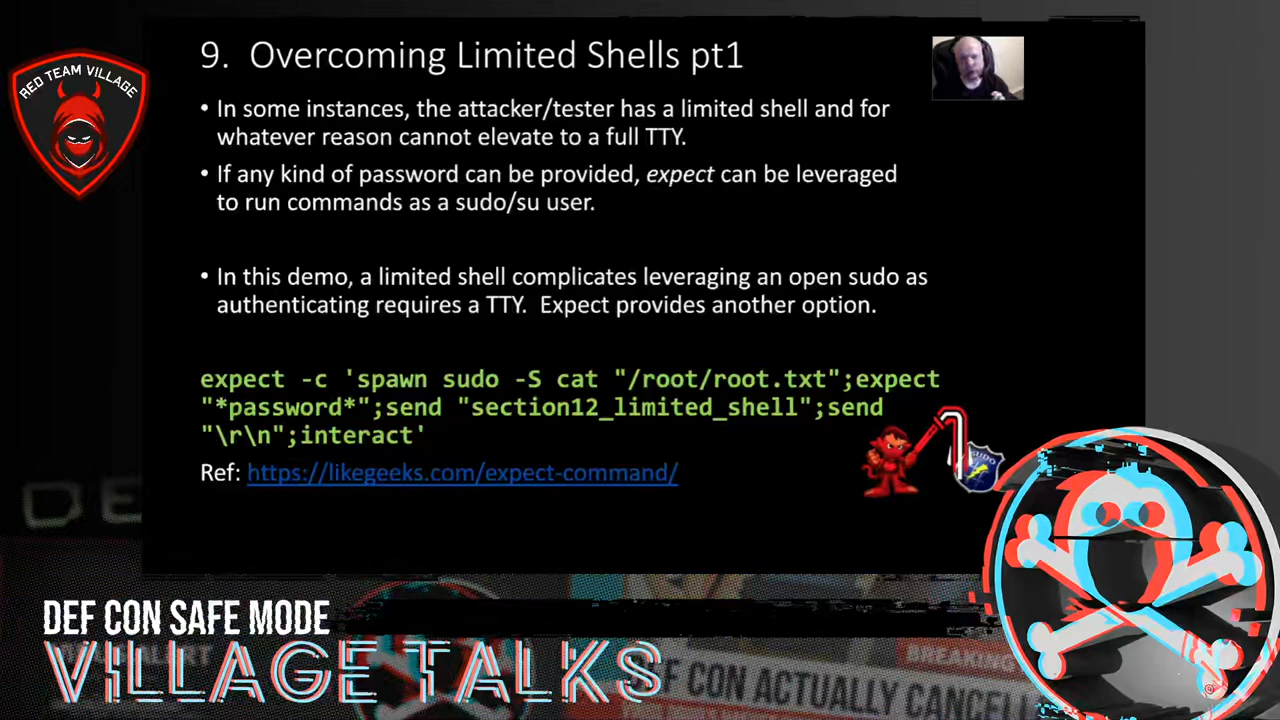 9. Overcoming Limited Shells pt1
RED TEAM VILLAGE
• In some instances, the attacker/tester has a limited shell and for
whatever reason cannot elevate to a full TTY.
• If any kind of password can be provided, expect can be leveraged
to run commands as a sudo/su user.
• In this demo, a limited shell complicates leveraging an open sudo as
authenticating requires a TTY. Expect provides another option.
expect -c 'spawn sudo -S cat "/root/root.txt";expect
"*password*";send "section12_limited_shell";send
"\r\n";interact'
SUDO
Ref: https://likegeeks.com/expect-command/
DE
DEF CON SAFE MODE
VILLAGE TALKS
BREAKING
DEF CON ACTUALLY CANCELL